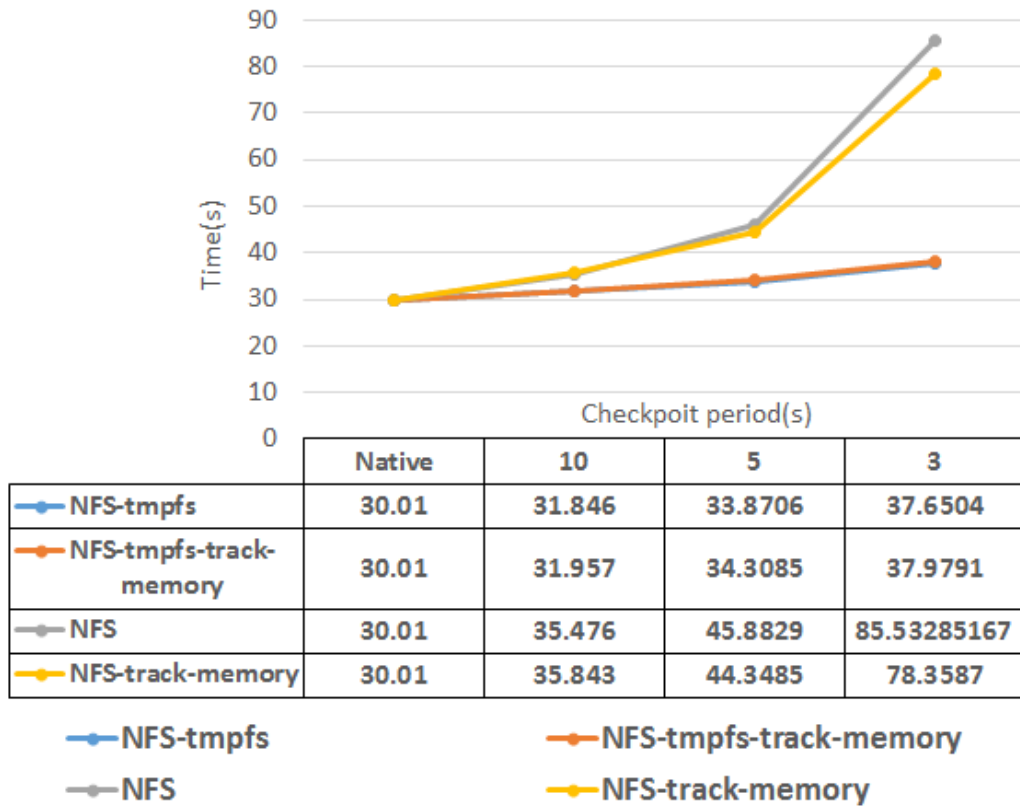 90
80
70
60
50
40
30
20
10
0
Time(s)
Checkpoit period(s)
Native 10 5 3
NFS-tmpfs 30.01 31.846 33.8706 37.6504
NFS-tmpfs-track-
memory 30.01 31.957 34.3085 37.9791
NFS 30.01 35.476 45.8829 85.53285167
NFS-track-memory 30.01 35.843 44.3485 78.3587
NFS-tmpfs NFS-tmpfs-track-memory
NFS NFS-track-memory